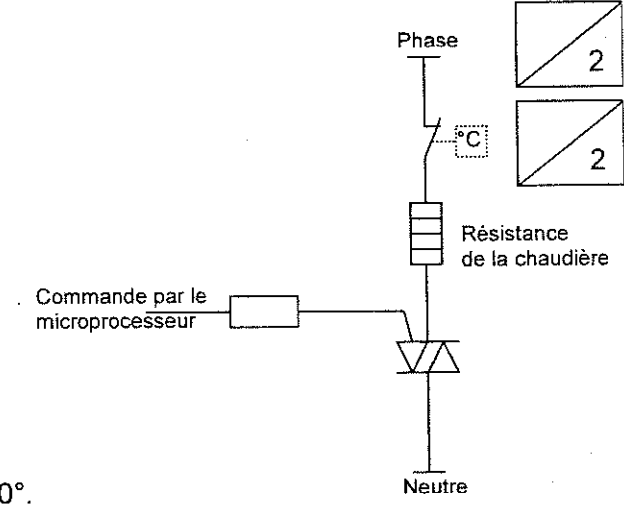 Phase
2
°C
2
Résistance
de la chaudière
Commande par le
microprocesseur
Neutre
0°.